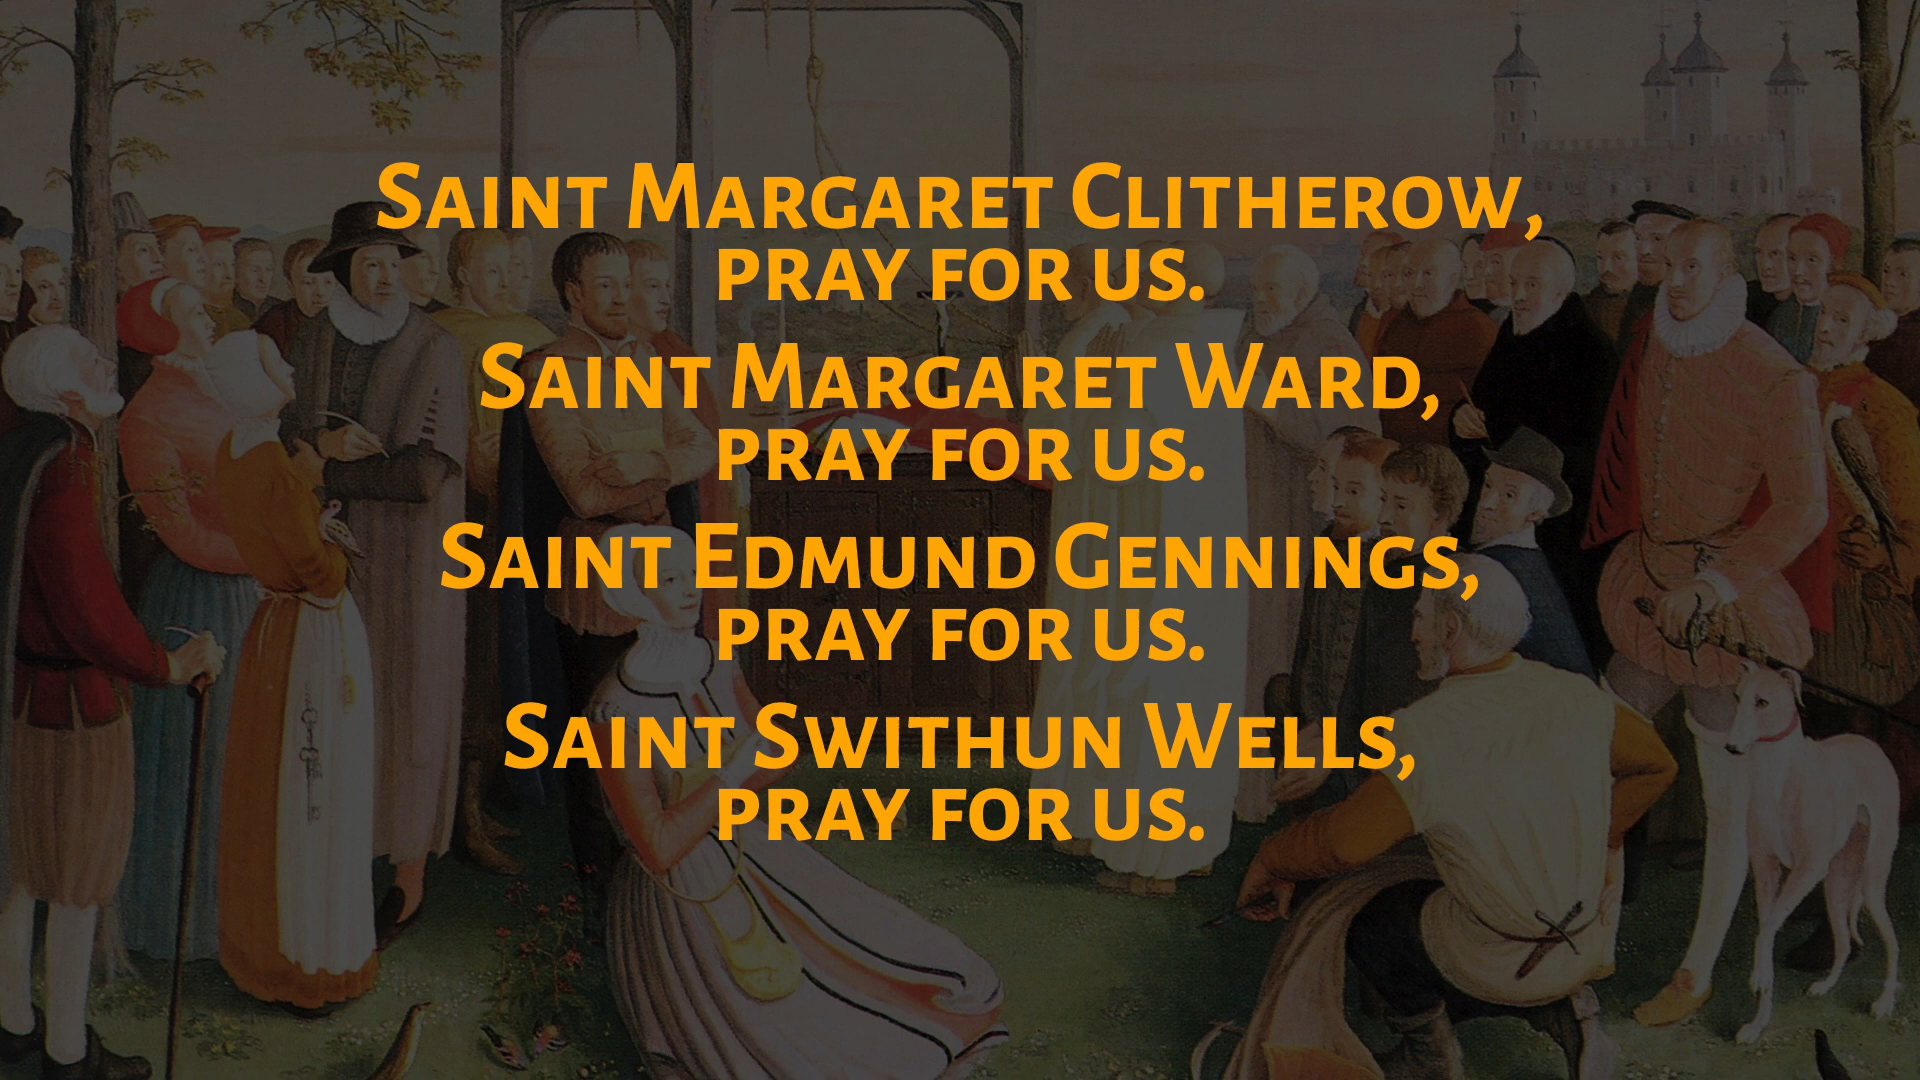 Saint Margaret Clitherow,
pray for us.
Saint Margaret Ward,
pray for us.
Saint Edmund Gennings,
pray for us.
Saint Swithun Wells,
pray for us.